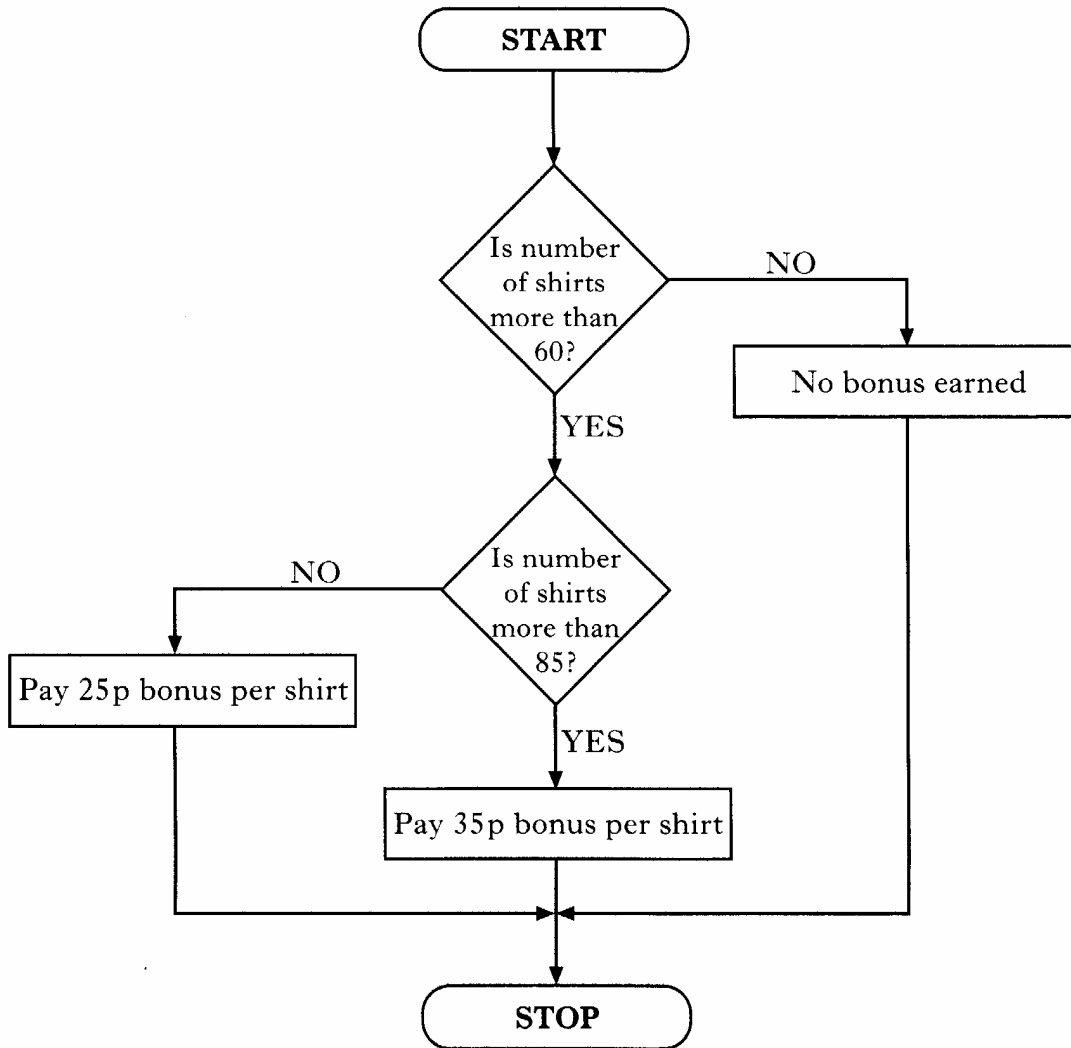 START
Is number
of shirts
more than
60?
NO
No bonus earned
YES
Is number
of shirts
more than
85?
NO
Pay 25p bonus per shirt
YES
Pay 35p bonus per shirt
STOP